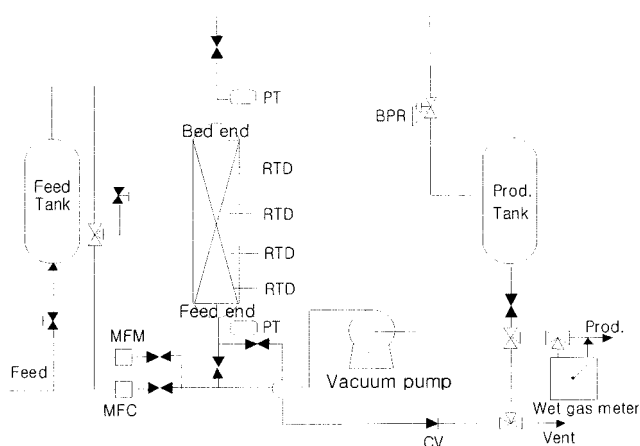 PT
BPR
Bed end
RTD
Feed
Tank
RTD
Prod.
Tank
RTD
RTD
Feed end
PT
MFM
Prod.
Feed
Vacuum pump
MFC
Wet gas meter
CV
Vent